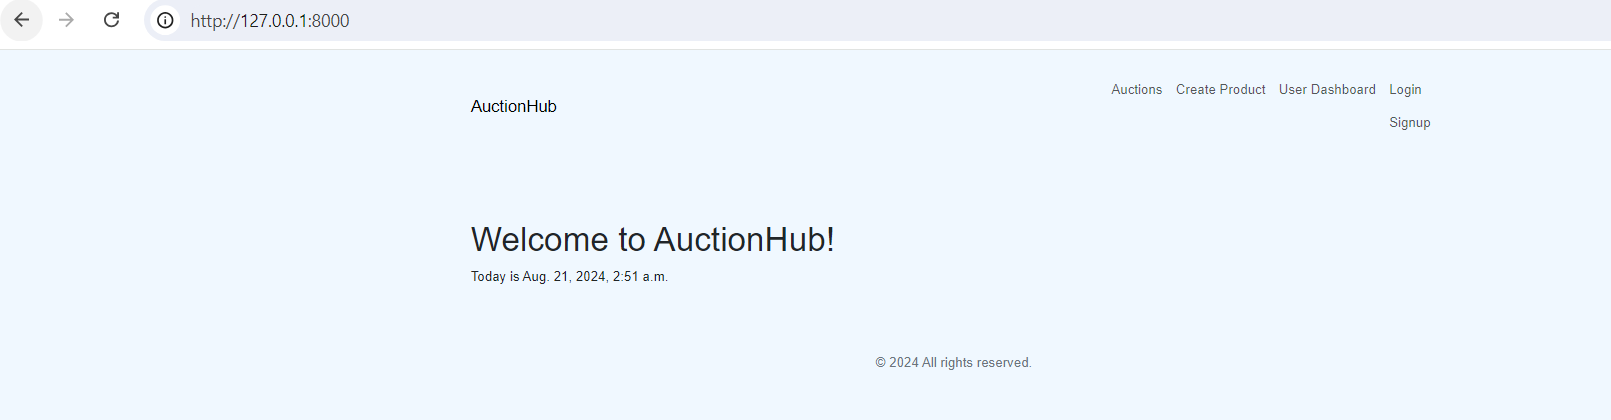 http://127.0.0.1:8000
AuctionHub
Auctions Create Product User Dashboard Login
Signup
Welcome to AuctionHub!
Today is Aug. 21, 2024, 2:51 a.m.
© 2024 All rights reserved.